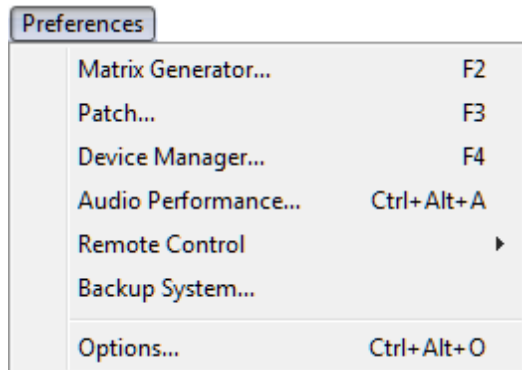 Preferences
Matrix Generator... F2
Patch... F3
Device Manager... F4
Audio Performance... Ctrl+Alt+A
Remote Control
Backup System...
Options... Ctrl+Alt+O